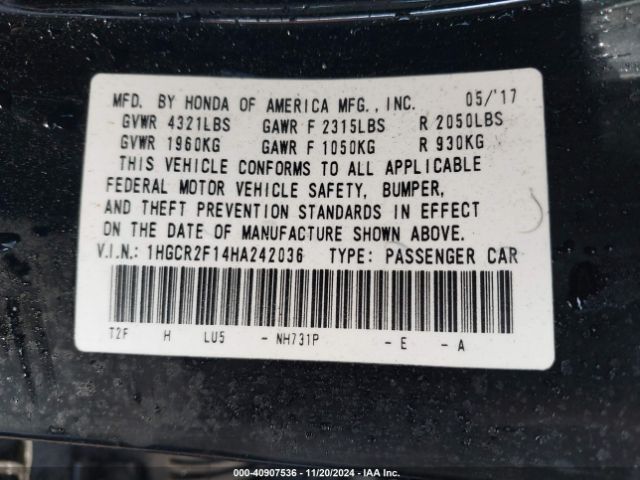 MFD. BY HONDA OF AMERICA MFG., INC. 05/'17
GVWR 4321LBS GAWR F 2315LBS R 2050LBS
GVWR 1960KG GAWR F 1050KG R 930KG
THIS VEHICLE CONFORMS TO ALL APPLICABLE
FEDERAL MOTOR VEHICLE SAFETY, BUMPER,
AND THEFT PREVENTION STANDARDS IN EFFECT
ON THE DATE OF MANUFACTURE SHOWN ABOVE.
V.I.N.: 1HGCR2F14HA242036 TYPE: PASSENGER CAR
T2F H LU5 - NH731P - E - A
000-40907536 - 11/20/2024 - IAA Inc.